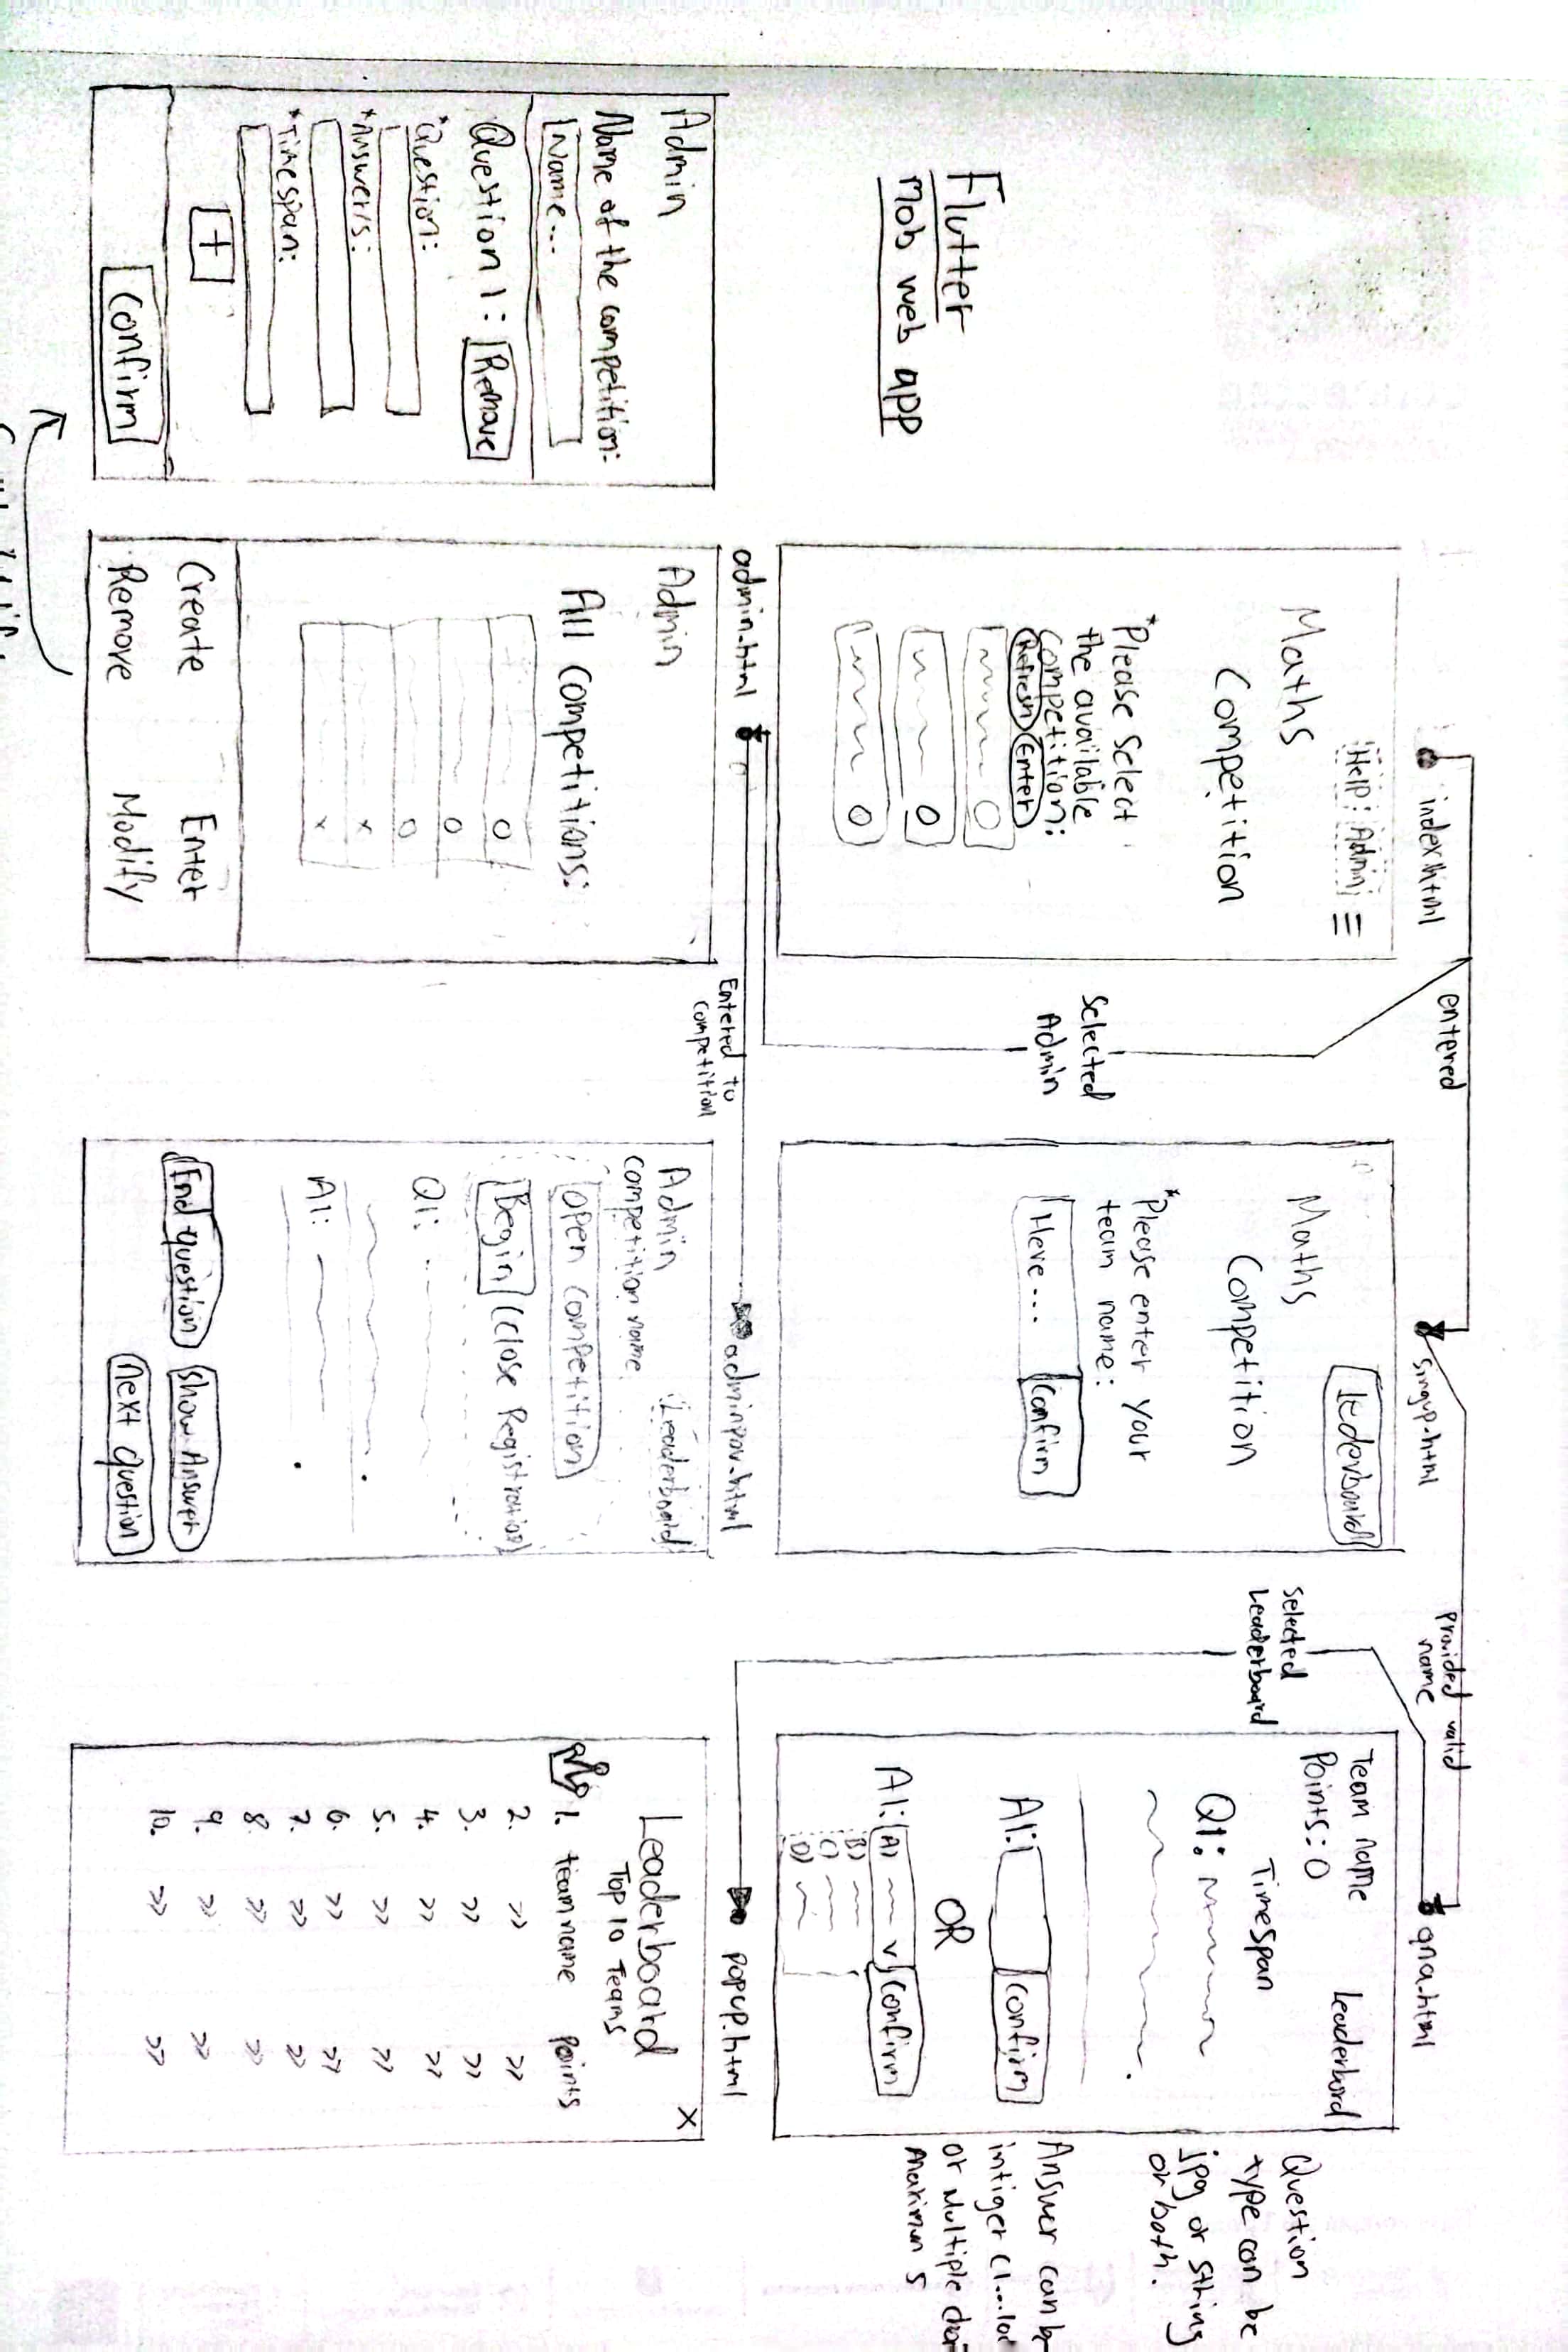 Flutter
mob web app
index.html
entered
Help
Admin
Maths
Competition
*Please Select
the available
competition:
Refresh
Enter
Selected
Admin
singup.html
lederboard
Maths
Competition
*Please enter your
team name:
Here...
Confirm
provided valid
name
qna.html
Selected
Leaderboard
Team name
Leaderbord
Points: 0
Timespan
Q1:
A1:
Confirm
OR
A1:
A)
v
Confirm
B)
C)
D)
Question
type can be
jpg or string
or both.
Answer can be
intiger (1...
or Multiple
Maximum 5
Admin
Name of the competition:
Name...
Question 1:
Remove
*Question:
*Answer/s:
*Timespan:
+
Confirm
admin.html
Admin
All competitions:
Create
Enter
Remove
Modify
Entered to
competition
adminpov.html
Admin
Leaderboard
Competition name
Open competition
Begin
(Close Registration)
Q1:
A1:
End question
Show Answer
next question
popup.html
X
Leaderboard
Top 10 Teams
1. team name points
2. >> >>
3. >> >>
4. >> >>
5. >> >>
6. >> >>
7. >> >>
8. >> >>
9. >> >>
10. >> >>